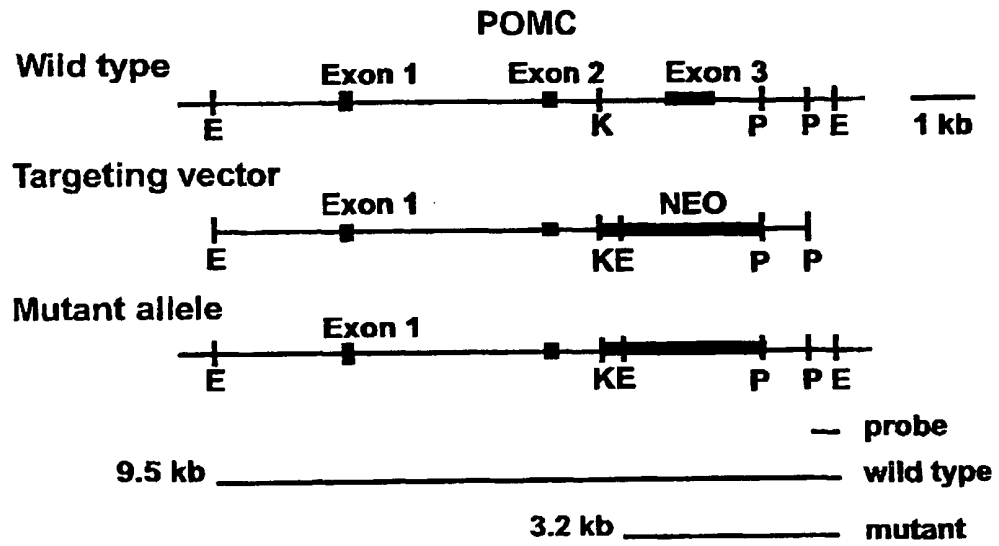 POMC
Wild type
Exon 1 Exon 2 Exon 3
E K P P E 1 kb
Targeting vector
Exon 1 NEO
E KE P P
Mutant allele
Exon 1
E KE P P E
probe
9.5 kb wild type
3.2 kb mutant